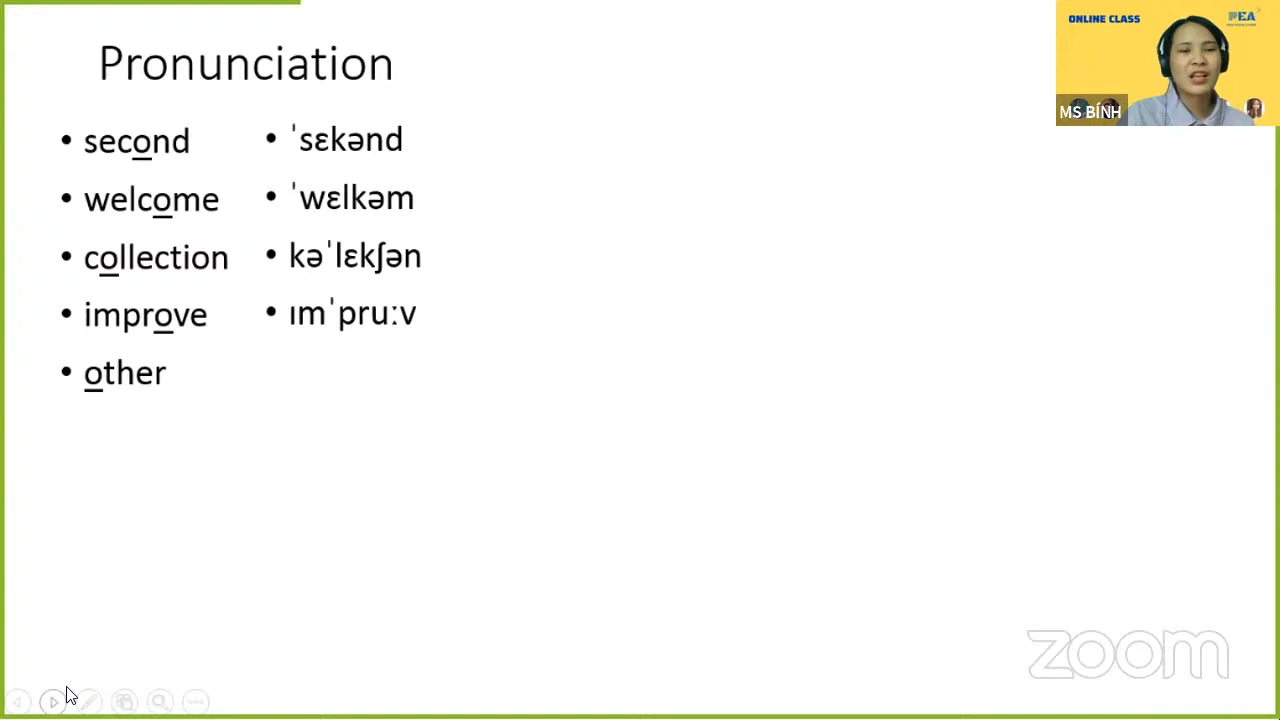 Pronunciation
ONLINE CLASS
PEA
MS BÍNH
• second
• ˈsɛkənd
• welcome
• ˈwɛlkəm
• collection
• kəˈlɛkʃən
• improve
• ɪmˈpruːv
• other
zoom